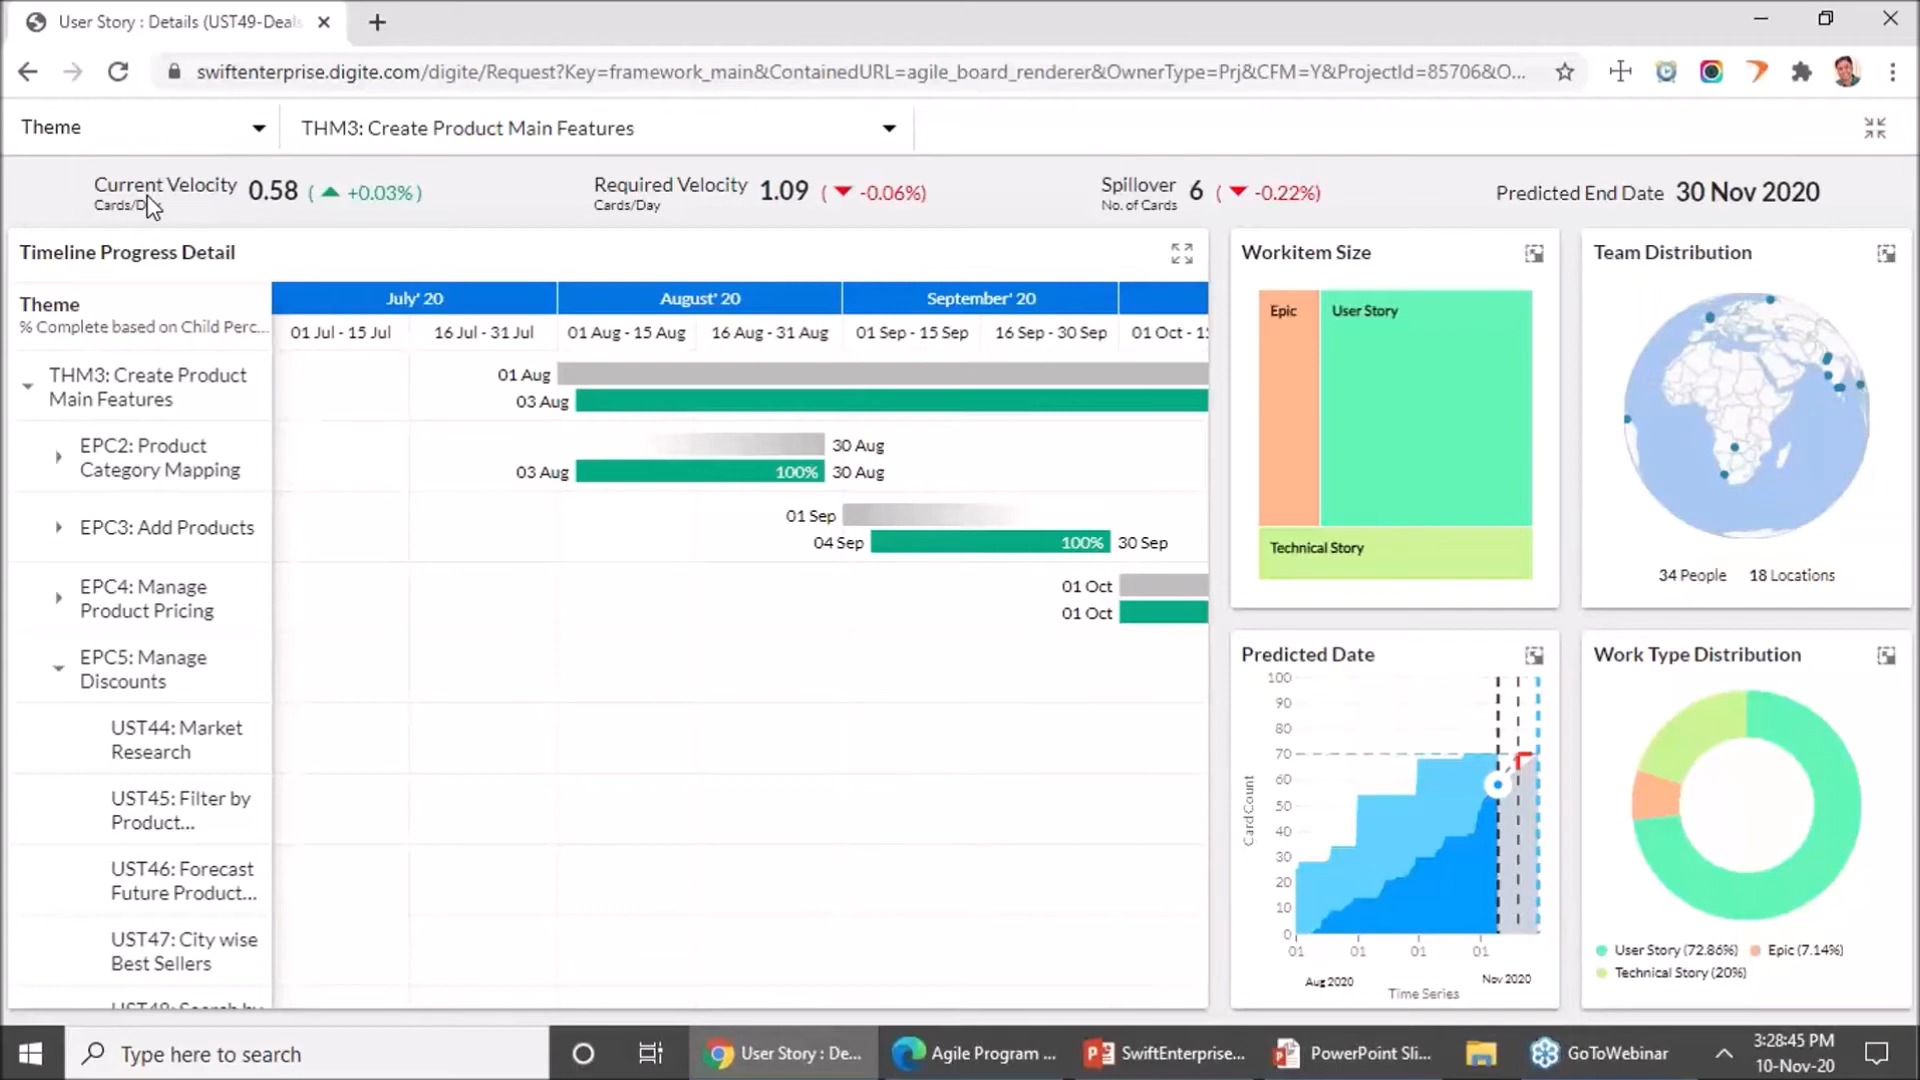 User Story : Details (UST49-Deals
swiftenterprise.digite.com/digite/Request?Key=framework_main&ContainedURL=agile_board_renderer&OwnerType=Prj&CFM=Y&ProjectId=85706&O...
Theme
THM3: Create Product Main Features
Current Velocity 0.58 ( +0.03% )
Cards/D
Required Velocity 1.09 ( -0.06%)
Cards/Day
Spillover 6 ( -0.22%)
No. of Cards
Predicted End Date 30 Nov 2020
Timeline Progress Detail
Theme
% Complete based on Child Perc...
July' 20 August' 20 September' 20
01 Jul - 15 Jul 16 Jul - 31 Jul 01 Aug - 15 Aug 16 Aug - 31 Aug 01 Sep - 15 Sep 16 Sep - 30 Sep 01 Oct - 1
THM3: Create Product
Main Features
01 Aug
03 Aug
EPC2: Product
Category Mapping
30 Aug
03 Aug 100% 30 Aug
EPC3: Add Products
01 Sep
04 Sep 100% 30 Sep
EPC4: Manage
Product Pricing
01 Oct
01 Oct
EPC5: Manage
Discounts
UST44: Market
Research
UST45: Filter by
Product...
UST46: Forecast
Future Product...
UST47: City wise
Best Sellers
Workitem Size
Epic
User Story
Technical Story
Team Distribution
34 People 18 Locations
Predicted Date
100
90
80
70
60
50
40
30
20
10
0
Card Count
01 01 01 01
Aug 2020 Nov 2020
Time Series
Work Type Distribution
User Story (72.86%) Epic (7.14%)
Technical Story (20%)
Type here to search
User Story : De...
Agile Program ...
SwiftEnterprise...
PowerPoint Sli...
GoToWebinar
3:28:45 PM
10-Nov-20